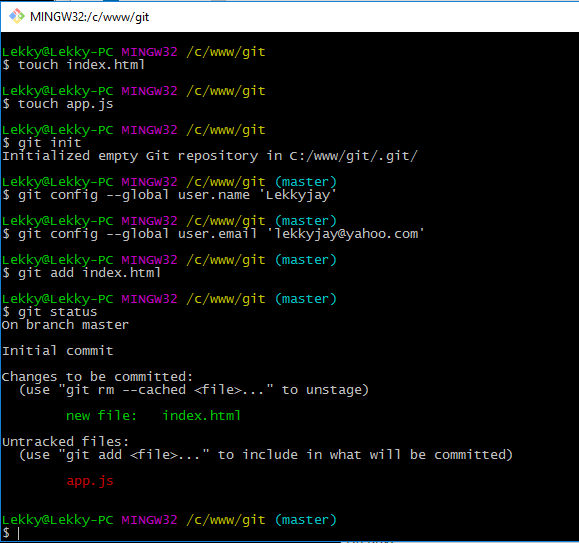 MINGW32:/c/www/git
Lekky@Lekky-PC MINGW32 /c/www/git
$ touch index.html
Lekky@Lekky-PC MINGW32 /c/www/git
$ touch app.js
Lekky@Lekky-PC MINGW32 /c/www/git
$ git init
Initialized empty Git repository in C:/www/git/.git/
Lekky@Lekky-PC MINGW32 /c/www/git (master)
$ git config --global user.name 'Lekkyjay'
Lekky@Lekky-PC MINGW32 /c/www/git (master)
$ git config --global user.email 'lekkyjay@yahoo.com'
Lekky@Lekky-PC MINGW32 /c/www/git (master)
$ git add index.html
Lekky@Lekky-PC MINGW32 /c/www/git (master)
$ git status
On branch master
Initial commit
Changes to be committed:
(use "git rm --cached <file>..." to unstage)
new file:   index.html
Untracked files:
(use "git add <file>..." to include in what will be committed)
app.js
Lekky@Lekky-PC MINGW32 /c/www/git (master)
$